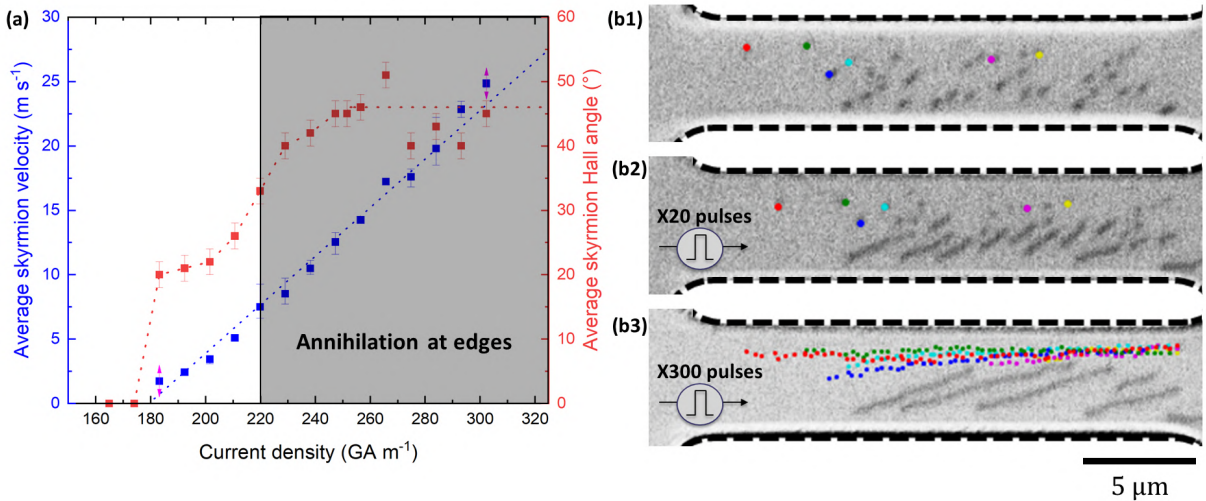 (a)
30
25
20
15
10
5
0
Average skyrmion velocity (m s⁻¹)
160 180 200 220 240 260 280 300 320
Current density (GA m⁻¹)
Annihilation at edges
60
50
40
30
20
10
0
Average skyrmion Hall angle (°)
(b1)
(b2)
X20 pulses
(b3)
X300 pulses
5 μm